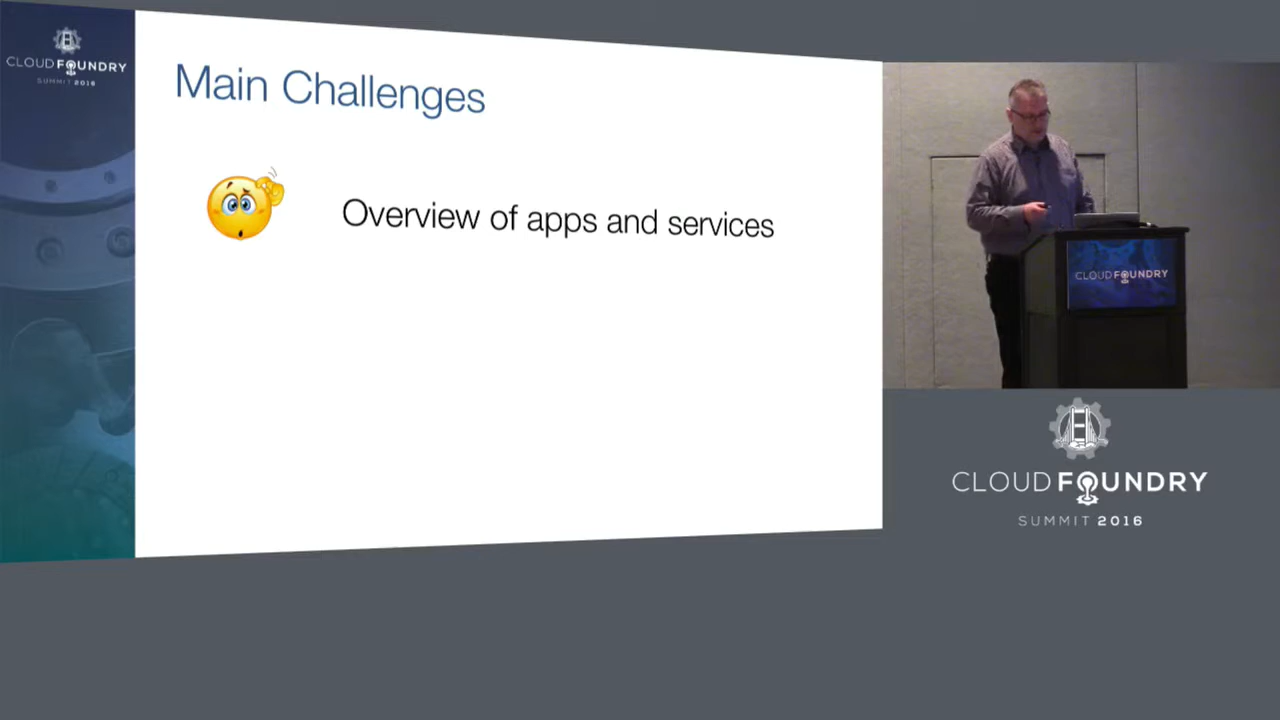 CLOUD FOUNDRY
SUMMIT 2016
Main Challenges
Overview of apps and services
CLOUD FOUNDRY
CLOUD FOUNDRY
SUMMIT 2016